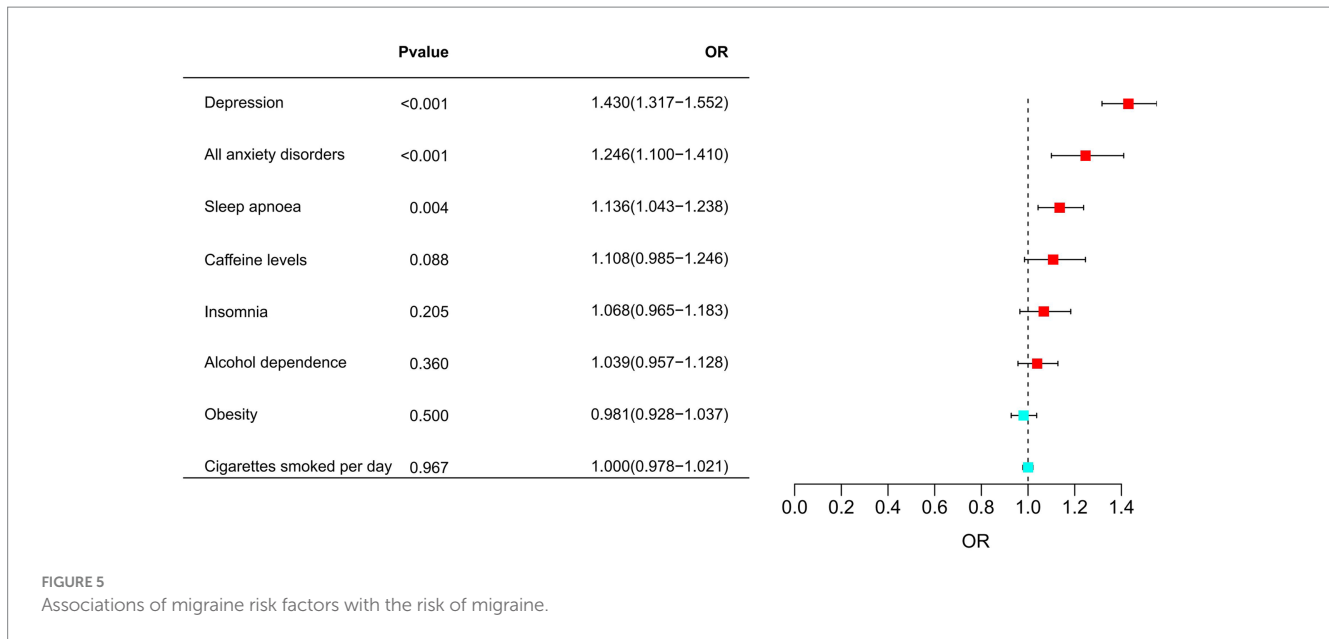 Pvalue OR
Depression <0.001 1.430(1.317−1.552)
All anxiety disorders <0.001 1.246(1.100−1.410)
Sleep apnoea 0.004 1.136(1.043−1.238)
Caffeine levels 0.088 1.108(0.985−1.246)
Insomnia 0.205 1.068(0.965−1.183)
Alcohol dependence 0.360 1.039(0.957−1.128)
Obesity 0.500 0.981(0.928−1.037)
Cigarettes smoked per day 0.967 1.000(0.978−1.021)
0.0 0.2 0.4 0.6 0.8 1.0 1.2 1.4
OR
FIGURE 5
Associations of migraine risk factors with the risk of migraine.